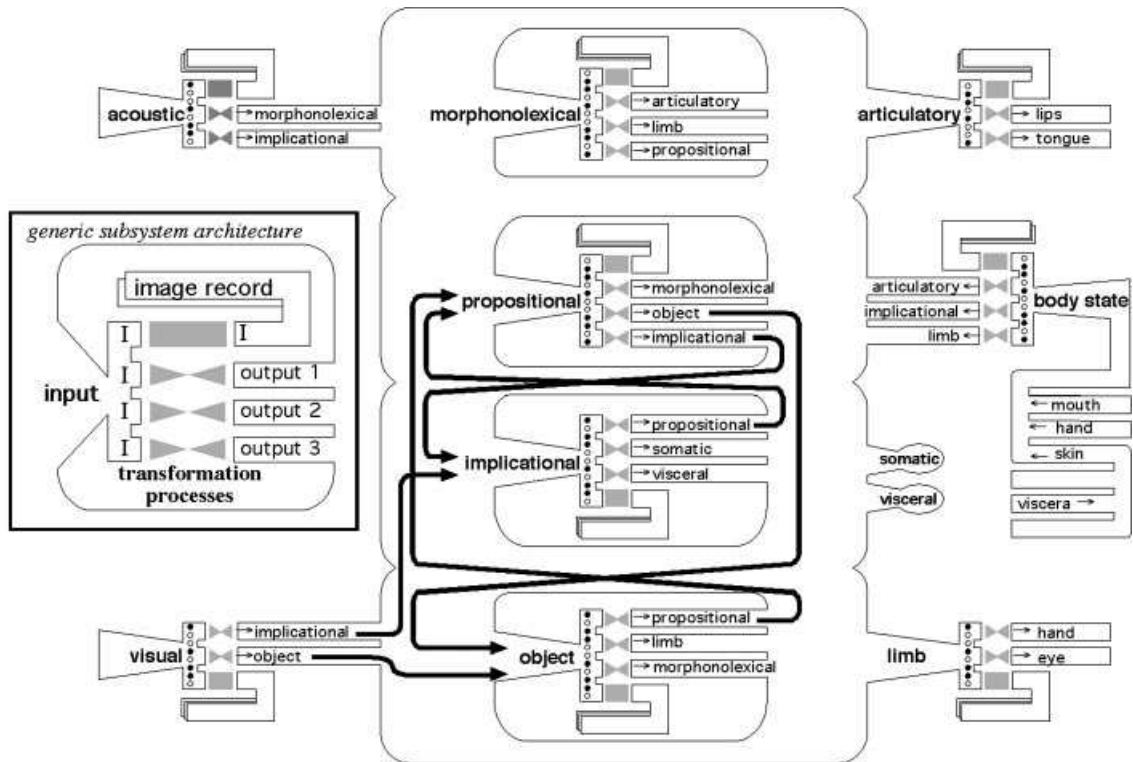 acoustic
morphonolexical
implicational
morphonolexical
articulatory
limb
propositional
articulatory
lips
tongue
generic subsystem architecture
image record
I
I
I
I
I
input
output 1
output 2
output 3
transformation
processes
propositional
morphonolexical
object
implicational
implicational
propositional
somatic
visceral
articulatory
implicational
limb
body state
mouth
hand
skin
viscera
somatic
visceral
visual
implicational
object
object
propositional
limb
morphonolexical
limb
hand
eye